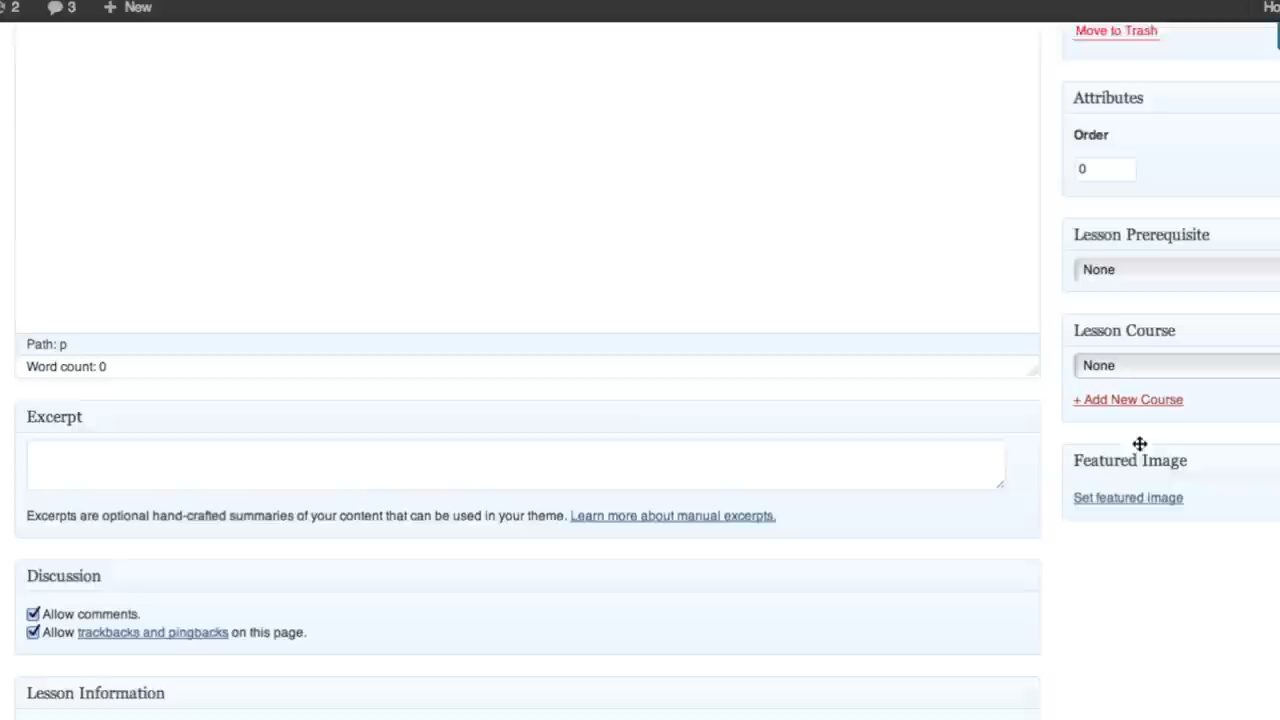 2 3 + New
Move to Trash
Attributes
Order
0
Lesson Prerequisite
None
Lesson Course
None
+ Add New Course
Featured Image
Set featured image
Path: p
Word count: 0
Excerpt
Excerpts are optional hand-crafted summaries of your content that can be used in your theme. Learn more about manual excerpts.
Discussion
Allow comments.
Allow trackbacks and pingbacks on this page.
Lesson Information